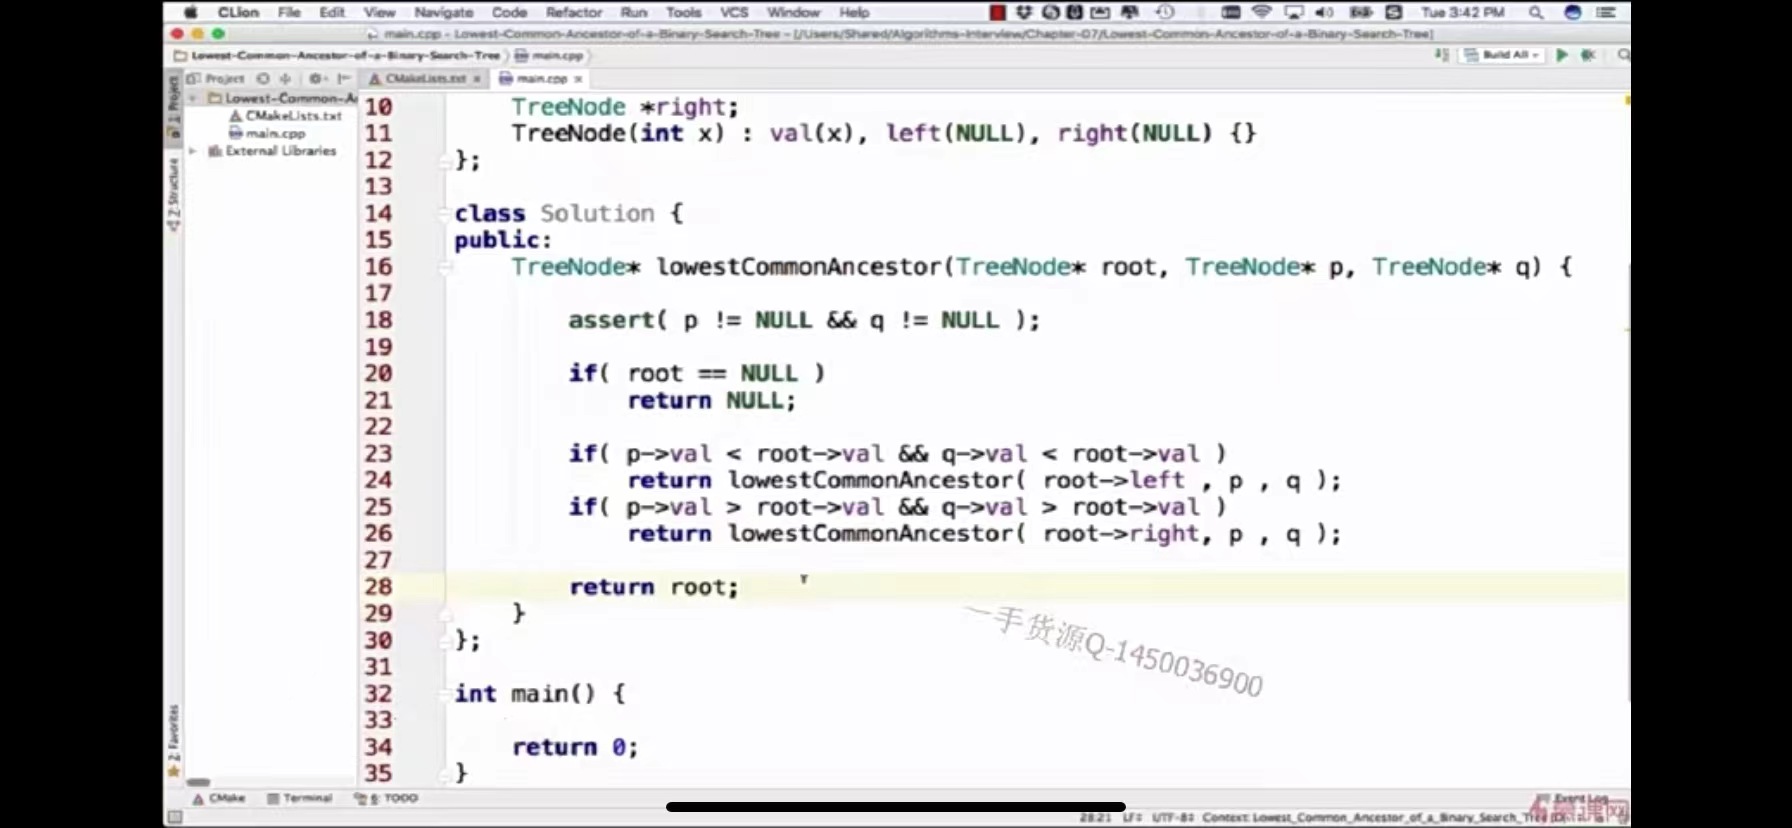 CLion File Edit View Navigate Code Refactor Run Tools VCS Window Help Tue 3:42 PM
main.cpp - Lowest-Common-Ancestor-of-a-Binary-Search-Tree - [/Users/Shared/Algorithms-Interview/Chapter-07/Lowest-Common-Ancestor-of-a-Binary-Search-Tree]
Lowest-Common-Ancestor-of-a-Binary-Search-Tree main.cpp Build All
Project CMakeLists.txt main.cpp
1: Project
Lowest-Common-A
CMakeLists.txt
main.cpp
External Libraries
Z: Structure
2: Favorites
10 TreeNode *right;
11 TreeNode(int x) : val(x), left(NULL), right(NULL) {}
12 };
13
14 class Solution {
15 public:
16 TreeNode* lowestCommonAncestor(TreeNode* root, TreeNode* p, TreeNode* q) {
17
18 assert( p != NULL && q != NULL );
19
20 if( root == NULL )
21 return NULL;
22
23 if( p->val < root->val && q->val < root->val )
24 return lowestCommonAncestor( root->left , p , q );
25 if( p->val > root->val && q->val > root->val )
26 return lowestCommonAncestor( root->right, p , q );
27
28 return root;
29 }
30 };
31
32 int main() {
33
34 return 0;
35 }
一手货源Q-1450036900
CMake Terminal 6: TODO Event Log
28:21 LF÷ UTF-8÷ Context: Lowest_Common_Ancestor_of_a_Binary_Search_Tre
慕课网